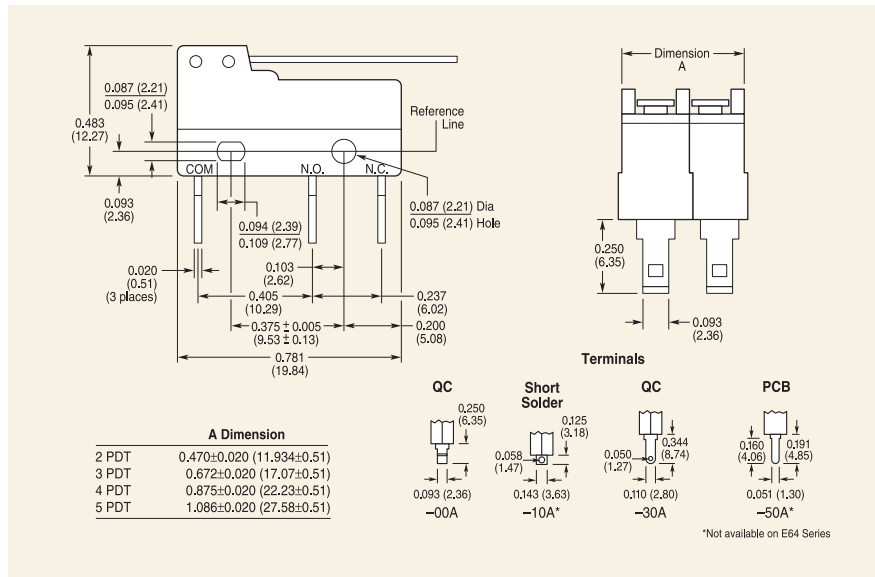 0.483
(12.27)
0.087 (2.21)
0.095 (2.41)
Reference
Line
COM
N.O.
N.C.
0.093
(2.36)
0.094 (2.39)
0.109 (2.77)
0.087 (2.21) Dia
0.095 (2.41) Hole
0.020
(0.51)
(3 places)
0.103
(2.62)
0.405
(10.29)
0.237
(6.02)
0.375 ± 0.005
(9.53 ± 0.13)
0.200
(5.08)
0.781
(19.84)
Dimension
A
0.250
(6.35)
0.093
(2.36)
Terminals
QC
0.250
(6.35)
0.093 (2.36)
–00A
Short
Solder
0.125
(3.18)
0.058
(1.47)
0.143 (3.63)
–10A*
QC
0.344
(8.74)
0.050
(1.27)
0.110 (2.80)
–30A
PCB
0.160
(4.06)
0.191
(4.85)
0.051 (1.30)
–50A*
*Not available on E64 Series
A Dimension
2 PDT 0.470±0.020 (11.934±0.51)
3 PDT 0.672±0.020 (17.07±0.51)
4 PDT 0.875±0.020 (22.23±0.51)
5 PDT 1.086±0.020 (27.58±0.51)